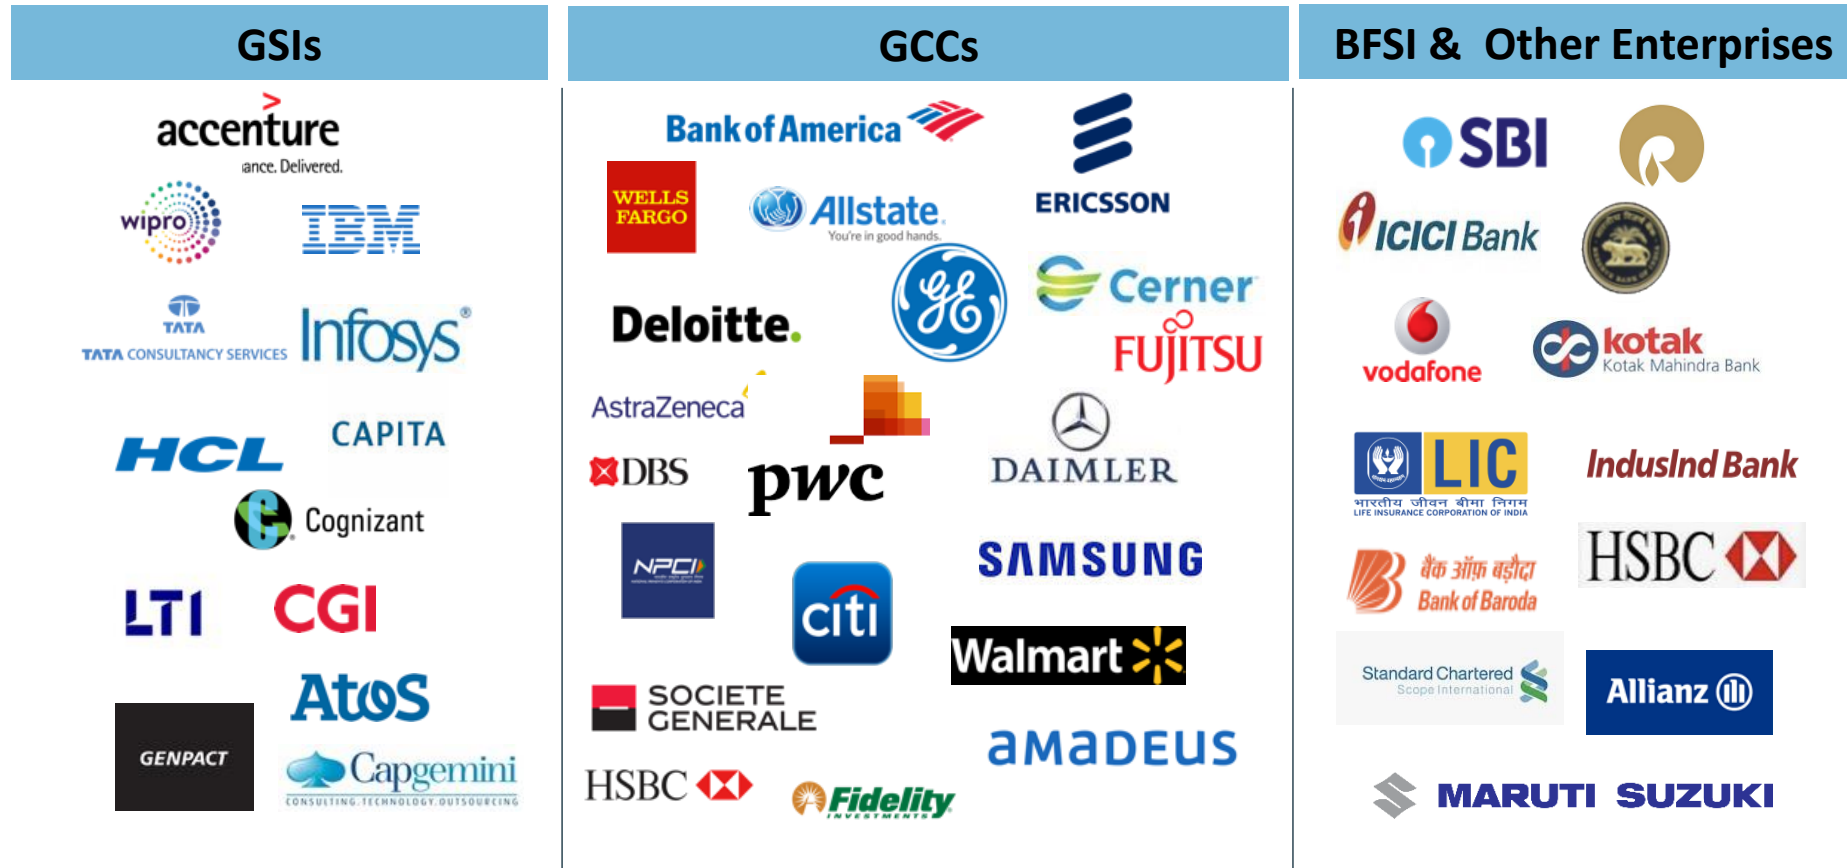 GSIs
accenture
ance. Delivered.
wipro
IBM
TATA
TATA CONSULTANCY SERVICES
Infosys®
HCL
CAPITA
Cognizant
LTI
CGI
Atos
GENPACT
Capgemini
CONSULTING.TECHNOLOGY.OUTSOURCING
GCCs
Bank of America
ERICSSON
WELLS
FARGO
Allstate.
You're in good hands.
GE
Cerner
Deloitte.
FUJITSU
AstraZeneca
DAIMLER
DBS
pwc
NPCI
SAMSUNG
citi
Walmart
SOCIETE
GENERALE
amadeus
HSBC
Fidelity
INVESTMENTS
BFSI & Other Enterprises
SBI
ICICI Bank
vodafone
kotak
Kotak Mahindra Bank
LIC
भारतीय जीवन बीमा निगम
LIFE INSURANCE CORPORATION OF INDIA
IndusInd Bank
बैंक ऑफ़ बड़ौदा
Bank of Baroda
HSBC
Standard Chartered
Scope International
Allianz
MARUTI SUZUKI